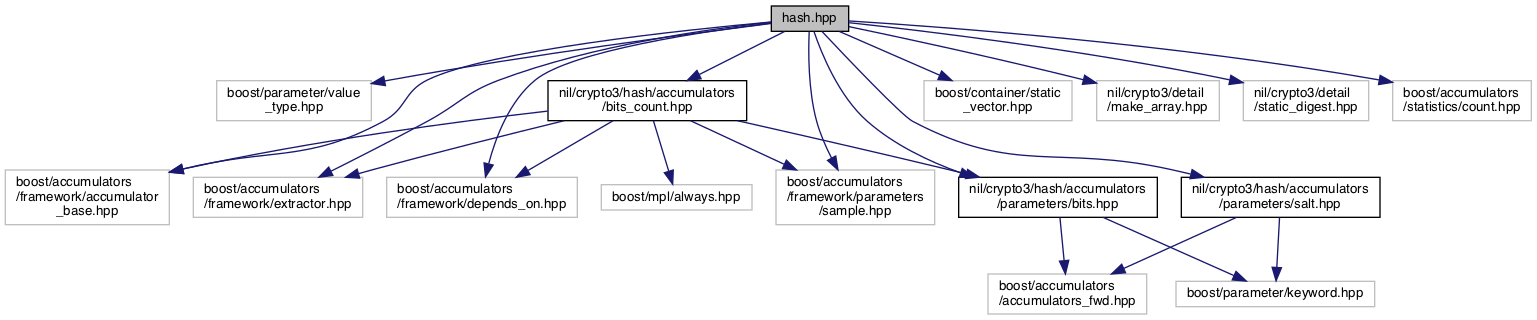 hash.hpp
boost/parameter/value
_type.hpp
nil/crypto3/hash/accumulators
/bits_count.hpp
boost/container/static
_vector.hpp
nil/crypto3/detail
/make_array.hpp
nil/crypto3/detail
/static_digest.hpp
boost/accumulators
/statistics/count.hpp
boost/accumulators
/framework/accumulator
_base.hpp
boost/accumulators
/framework/extractor.hpp
boost/accumulators
/framework/depends_on.hpp
boost/mpl/always.hpp
boost/accumulators
/framework/parameters
/sample.hpp
nil/crypto3/hash/accumulators
/parameters/bits.hpp
nil/crypto3/hash/accumulators
/parameters/salt.hpp
boost/accumulators
/accumulators_fwd.hpp
boost/parameter/keyword.hpp